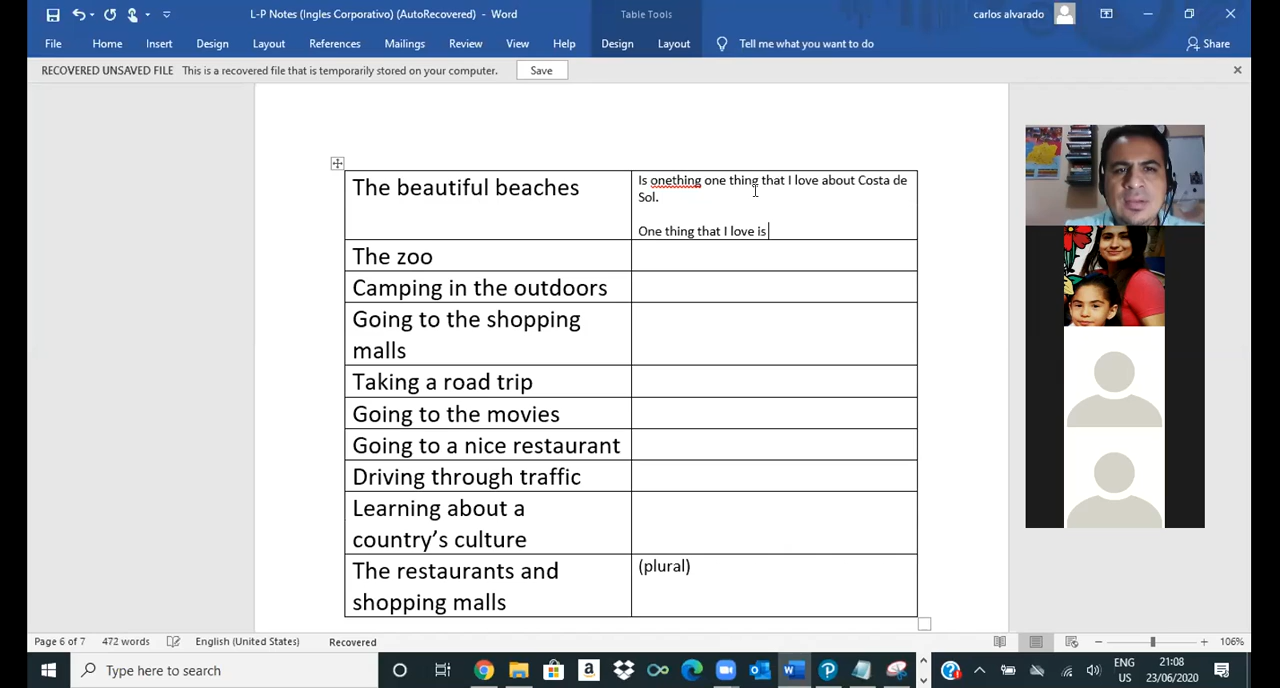 L-P Notes (Ingles Corporativo) (AutoRecovered) - Word
Table Tools
carlos alvarado
File Home Insert Design Layout References Mailings Review View Help Design Layout Tell me what you want to do Share
RECOVERED UNSAVED FILE This is a recovered file that is temporarily stored on your computer. Save
The beautiful beaches
Is onething one thing that I love about Costa de
Sol.
One thing that I love is
The zoo
Camping in the outdoors
Going to the shopping
malls
Taking a road trip
Going to the movies
Going to a nice restaurant
Driving through traffic
Learning about a
country's culture
The restaurants and
shopping malls
(plural)
Page 6 of 7 472 words English (United States) Recovered 106%
Type here to search
ENG
US
21:08
23/06/2020